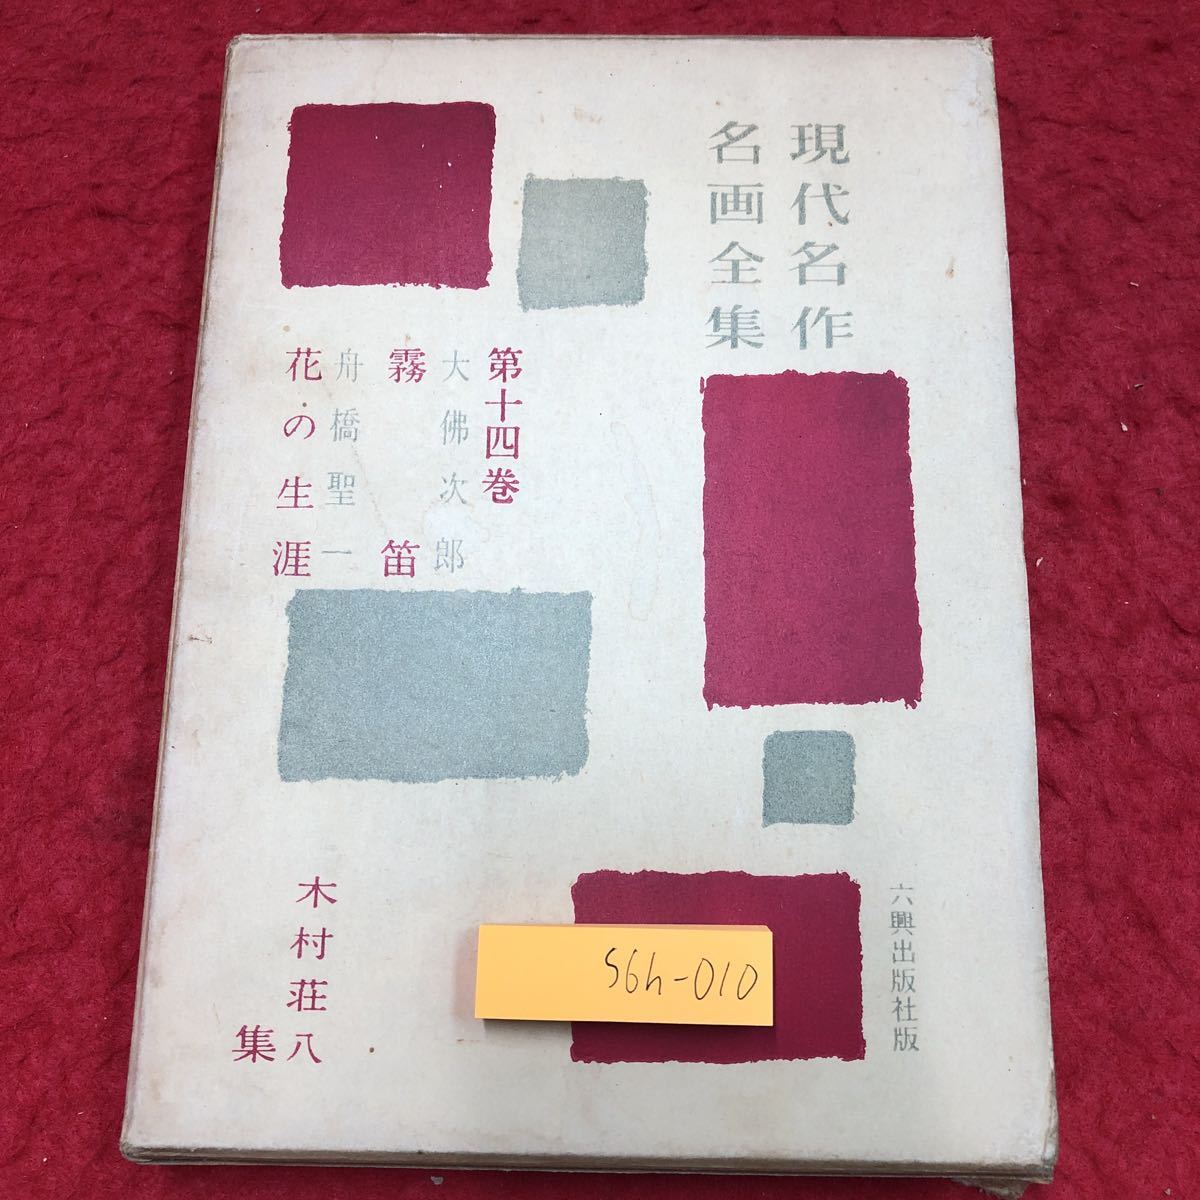 現代名作
名画全集
第十四巻
大佛次郎
霧笛
舟橋聖一
花の生涯
木村荘八
集
六興出版社版
S6h-010